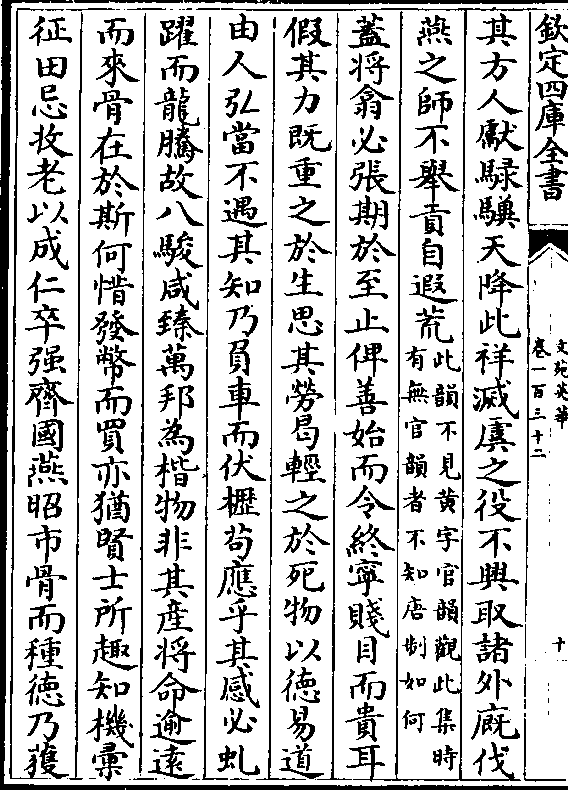 欽定四庫全書
文苑英華
卷一百三十二
十
其方人獻騄驥天降此祥滅虞之役不興取諸外廐伐
燕之師不舉貢自遐荒
此韻不見黄字官韻觀此集時
有無官韻者不知唐制如何
蓋将翕必張期於至止俾善始而令終寧賤目而貴耳
假其力既重之於生思其勞曷輕之於死物以德易道
由人弘當不遇其知乃負車而伏櫪茍應乎其感必虬
躍而龍騰故八駿咸臻萬邦為楷物非其産將命逾遠
而來骨在於斯何惜發幣而買亦猶賢士所趣知機彙
征田忌牧老以成仁卒强齊國燕昭市骨而種德乃獲